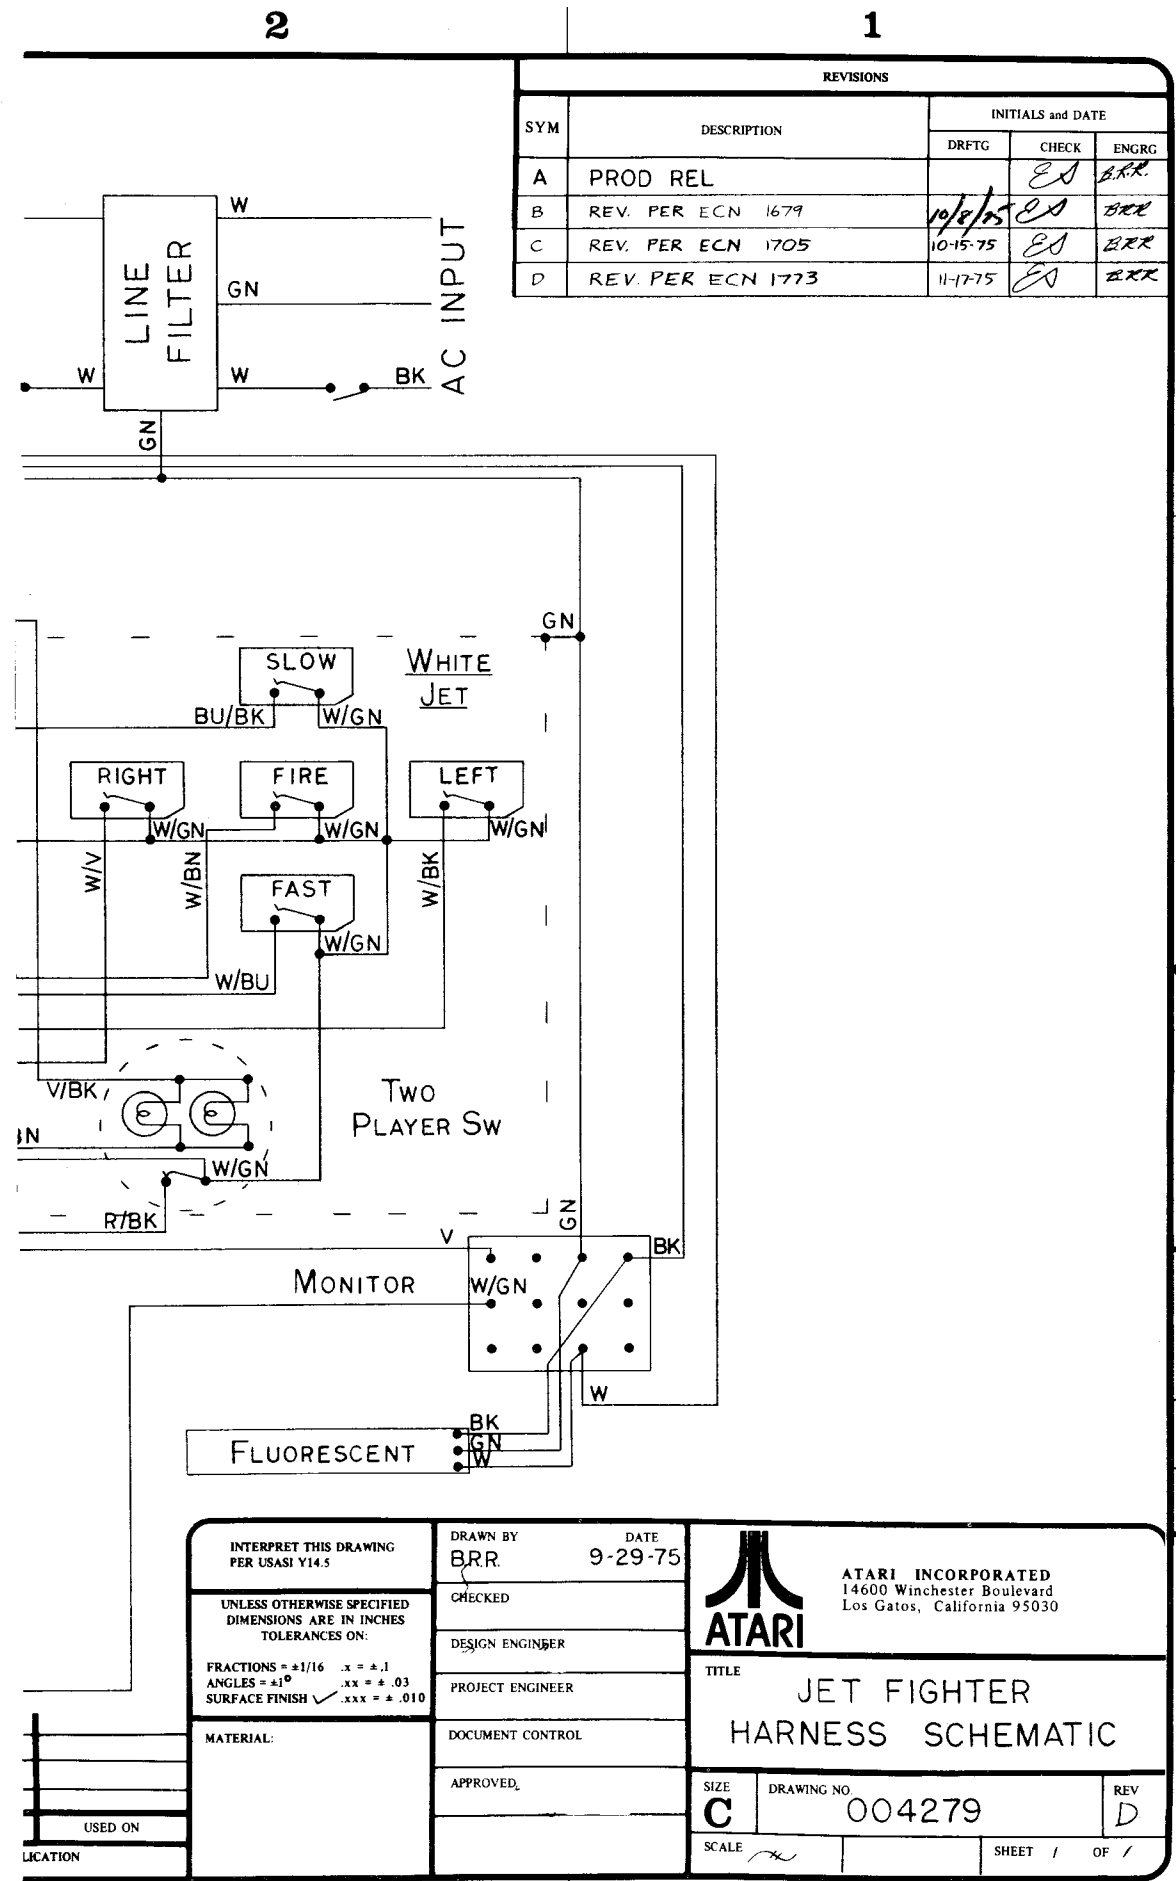 2
1
REVISIONS
SYM
DESCRIPTION
INITIALS and DATE
DRFTG
CHECK
ENGRG
A
PROD REL
ES
B.R.R.
B
REV. PER ECN 1679
10/8/75
ES
BRR
C
REV. PER ECN 1705
10-15-75
ES
BRR
D
REV. PER ECN 1773
11-17-75
ES
BRR
LINE
FILTER
W
GN
W
W
BK
AC INPUT
GN
GN
SLOW
WHITE
JET
BU/BK
W/GN
RIGHT
FIRE
LEFT
W/GN
W/GN
W/GN
W/V
W/BN
W/BK
FAST
W/GN
W/BU
V/BK
TWO
PLAYER SW
W/GN
R/BK
GN
V
BK
MONITOR
W/GN
W
BK
GN
W
FLUORESCENT
INTERPRET THIS DRAWING
PER USASI Y14.5
UNLESS OTHERWISE SPECIFIED
DIMENSIONS ARE IN INCHES
TOLERANCES ON:
FRACTIONS = ±1/16 .x = ±.1
ANGLES = ±1° .xx = ± .03
SURFACE FINISH √ .xxx = ± .010
MATERIAL:
DRAWN BY
DATE
B.R.R.
9-29-75
CHECKED
DESIGN ENGINEER
PROJECT ENGINEER
DOCUMENT CONTROL
APPROVED
ATARI
ATARI INCORPORATED
14600 Winchester Boulevard
Los Gatos, California 95030
TITLE
JET FIGHTER
HARNESS SCHEMATIC
SIZE
C
DRAWING NO.
004279
REV
D
SCALE
SHEET 1 OF 1
USED ON